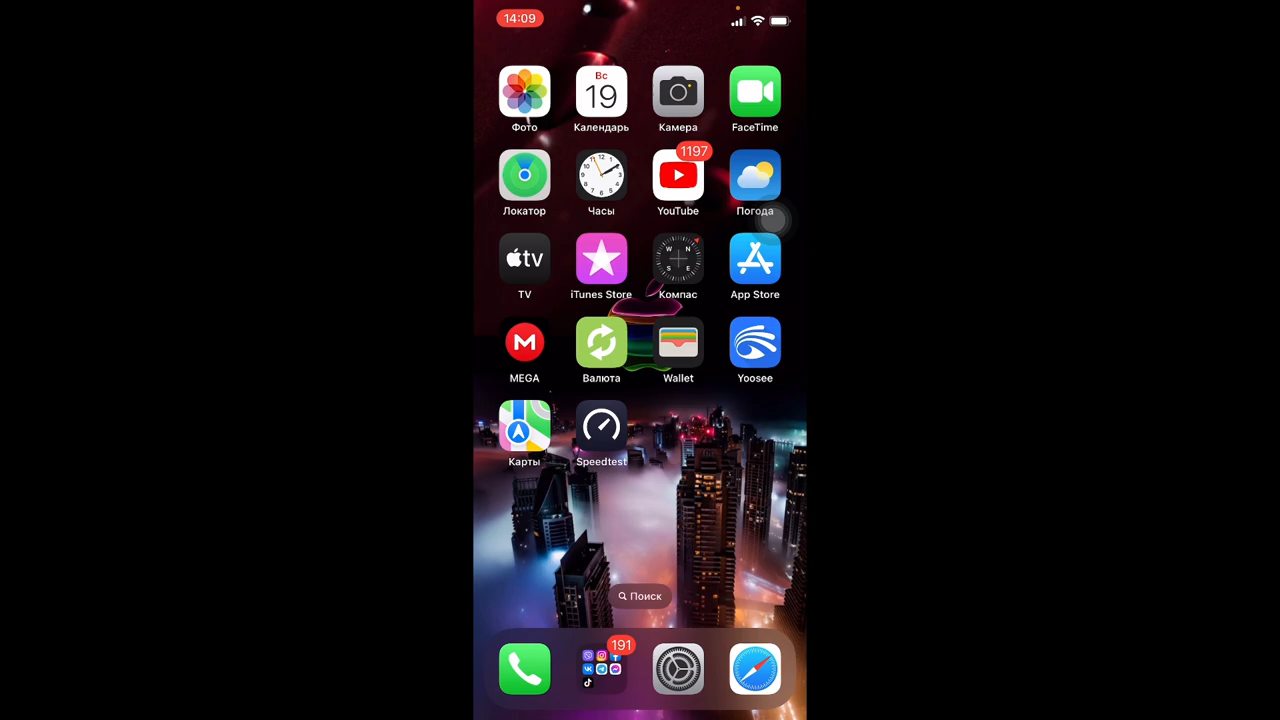 14:09
Вс
19
Фото
Календарь
Камера
FaceTime
1197
Локатор
Часы
YouTube
Погода
tv
W N
S E
TV
iTunes Store
Компас
App Store
M
MEGA
Валюта
Wallet
Yoosee
Карты
Speedtest
Поиск
191